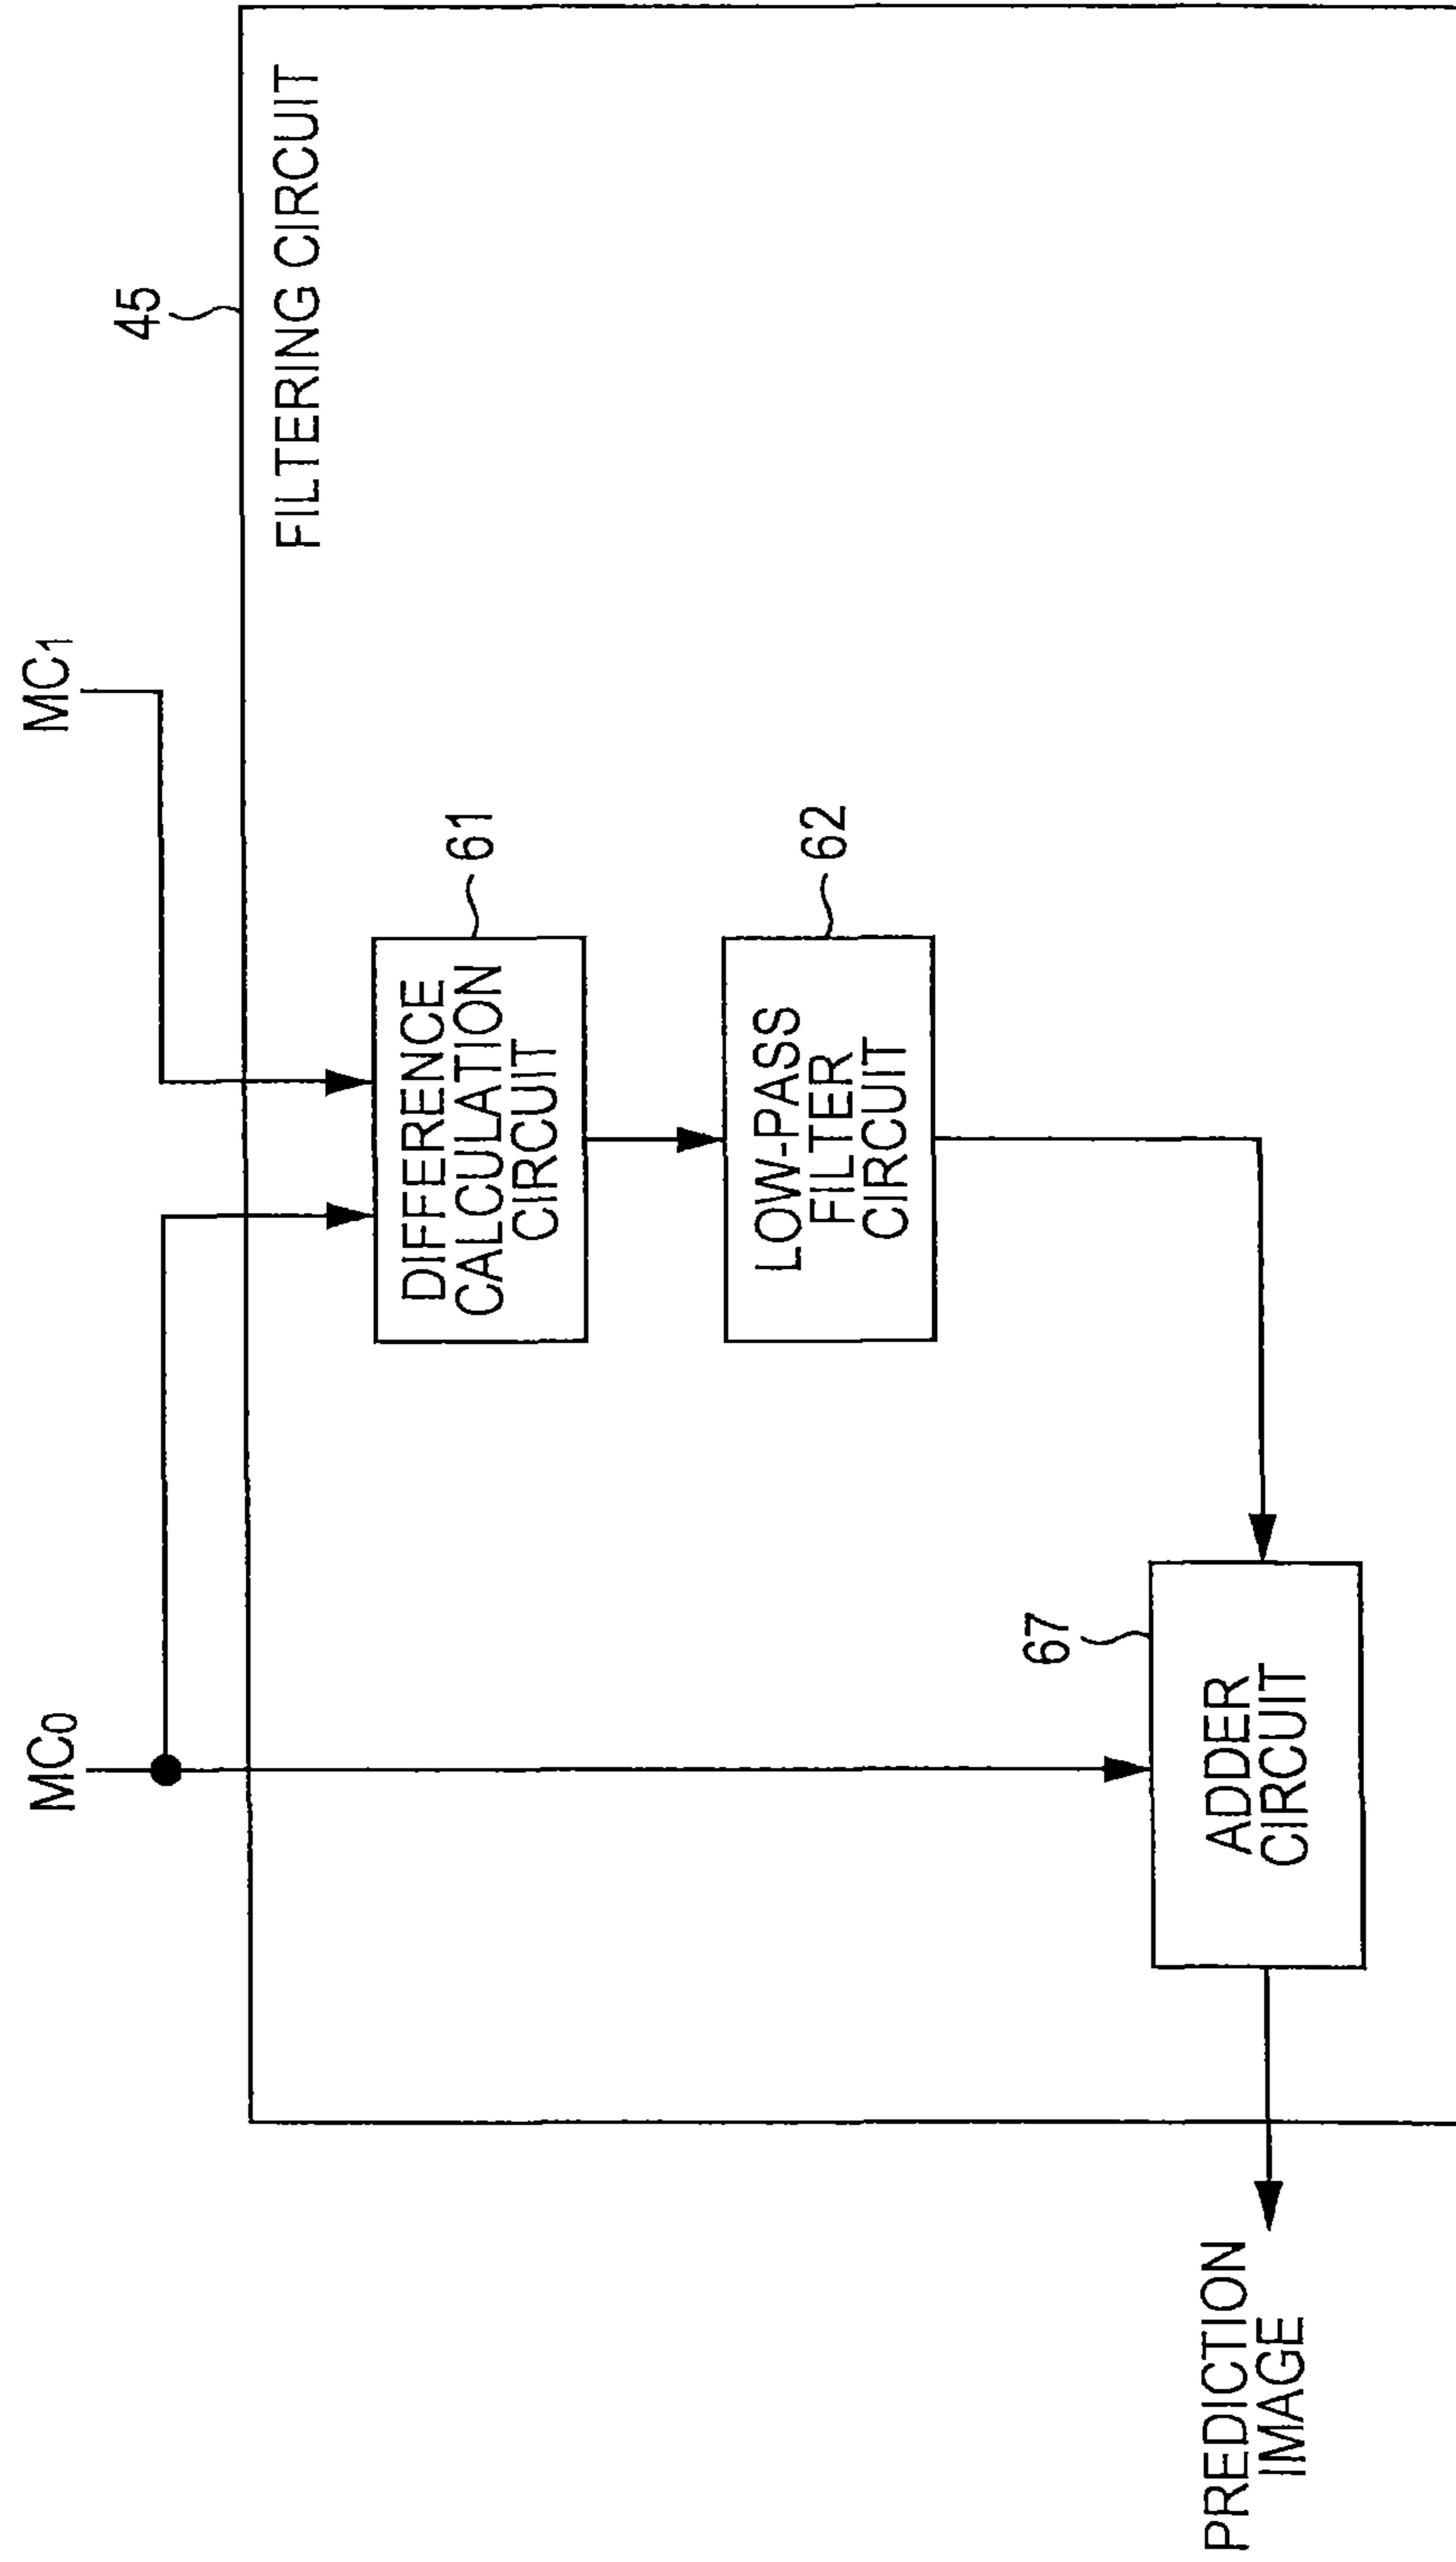 MC0
MC1
45
FILTERING CIRCUIT
61
DIFFERENCE
CALCULATION
CIRCUIT
62
LOW-PASS
FILTER
CIRCUIT
67
ADDER
CIRCUIT
PREDICTION
IMAGE